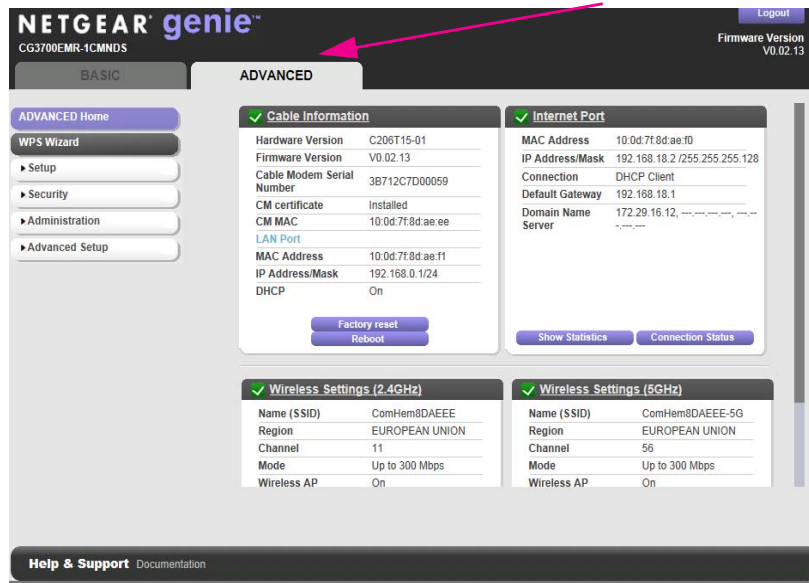 NETGEAR® genie™
Logout
CG3700EMR-1CMNDS
Firmware Version
V0.02.13
BASIC
ADVANCED
ADVANCED Home
WPS Wizard
Setup
Security
Administration
Advanced Setup
Cable Information
Hardware Version C206T15-01
Firmware Version V0.02.13
Cable Modem Serial Number 3B712C7D00059
CM certificate Installed
CM MAC 10:0d:7f:8d:ae:ee
LAN Port
MAC Address 10:0d:7f:8d:ae:f1
IP Address/Mask 192.168.0.1/24
DHCP On
Factory reset
Reboot
Internet Port
MAC Address 10:0d:7f:8d:ae:f0
IP Address/Mask 192.168.18.2 /255.255.255.128
Connection DHCP Client
Default Gateway 192.168.18.1
Domain Name Server 172.29.16.12, ---.---.---.---, ---.---.---.---
Show Statistics
Connection Status
Wireless Settings (2.4GHz)
Name (SSID) ComHem8DAEEE
Region EUROPEAN UNION
Channel 11
Mode Up to 300 Mbps
Wireless AP On
Wireless Settings (5GHz)
Name (SSID) ComHem8DAEEE-5G
Region EUROPEAN UNION
Channel 56
Mode Up to 300 Mbps
Wireless AP On
Help & Support Documentation